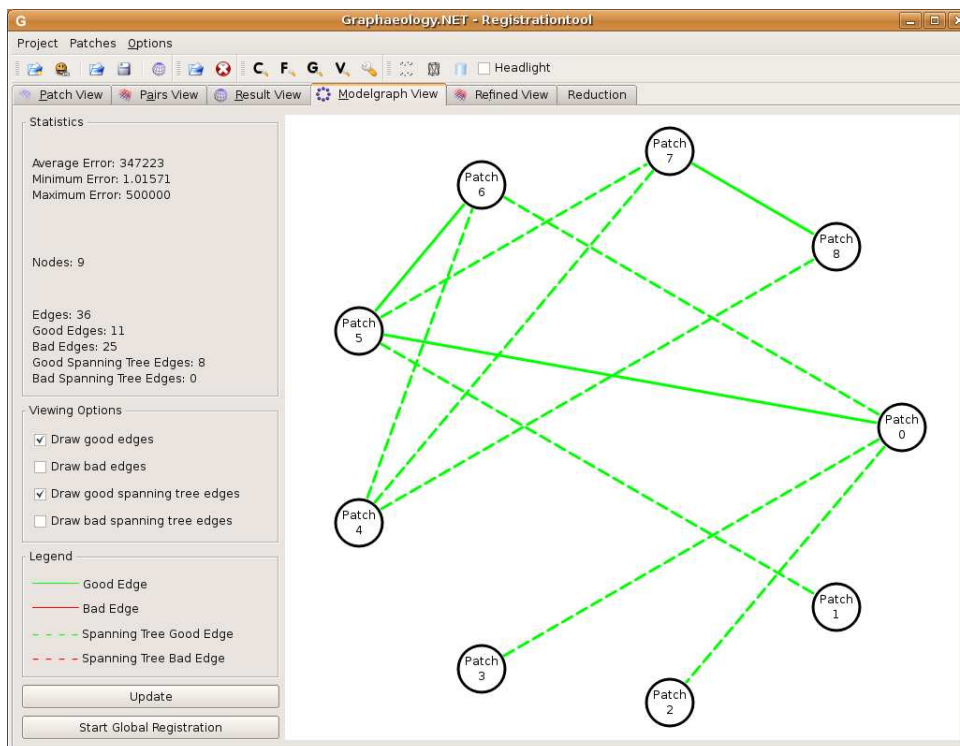 G Graphaeology.NET - Registrationtool
Project Patches Options
C F G V Headlight
Patch View Pairs View Result View Modelgraph View Refined View Reduction
Statistics
Average Error: 347223
Minimum Error: 1.01571
Maximum Error: 500000
Nodes: 9
Edges: 36
Good Edges: 11
Bad Edges: 25
Good Spanning Tree Edges: 8
Bad Spanning Tree Edges: 0
Viewing Options
Draw good edges
Draw bad edges
Draw good spanning tree edges
Draw bad spanning tree edges
Legend
Good Edge
Bad Edge
Spanning Tree Good Edge
Spanning Tree Bad Edge
Update
Start Global Registration
Patch
7
Patch
6
Patch
8
Patch
5
Patch
0
Patch
4
Patch
1
Patch
3
Patch
2